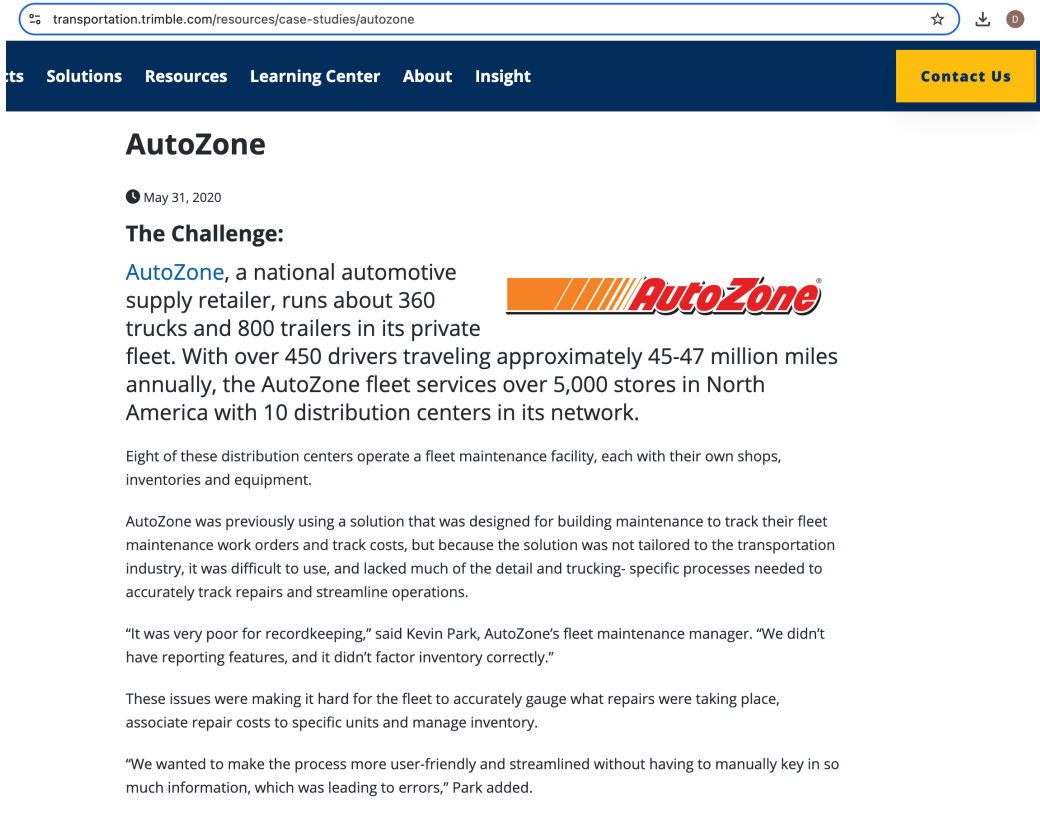 transportation.trimble.com/resources/case-studies/autozone
D
cts Solutions Resources Learning Center About Insight
Contact Us
AutoZone
May 31, 2020
The Challenge:
AutoZone, a national automotive
supply retailer, runs about 360
trucks and 800 trailers in its private
AutoZone®
fleet. With over 450 drivers traveling approximately 45-47 million miles
annually, the AutoZone fleet services over 5,000 stores in North
America with 10 distribution centers in its network.
Eight of these distribution centers operate a fleet maintenance facility, each with their own shops,
inventories and equipment.
AutoZone was previously using a solution that was designed for building maintenance to track their fleet
maintenance work orders and track costs, but because the solution was not tailored to the transportation
industry, it was difficult to use, and lacked much of the detail and trucking- specific processes needed to
accurately track repairs and streamline operations.
“It was very poor for recordkeeping,” said Kevin Park, AutoZone’s fleet maintenance manager. “We didn’t
have reporting features, and it didn’t factor inventory correctly.”
These issues were making it hard for the fleet to accurately gauge what repairs were taking place,
associate repair costs to specific units and manage inventory.
“We wanted to make the process more user-friendly and streamlined without having to manually key in so
much information, which was leading to errors,” Park added.